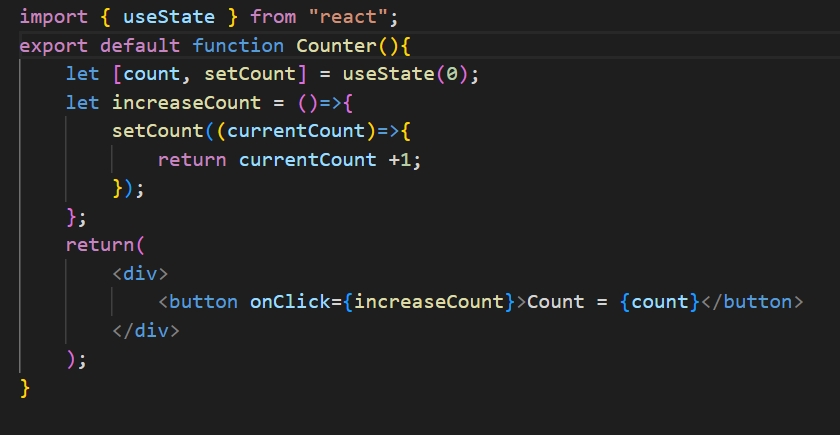 import { useState } from "react";
export default function Counter(){
    let [count, setCount] = useState(0);
    let increaseCount = ()=>{
        setCount((currentCount)=>{
            return currentCount +1;
        });
    };
    return(
        <div>
            <button onClick={increaseCount}>Count = {count}</button>
        </div>
    );
}